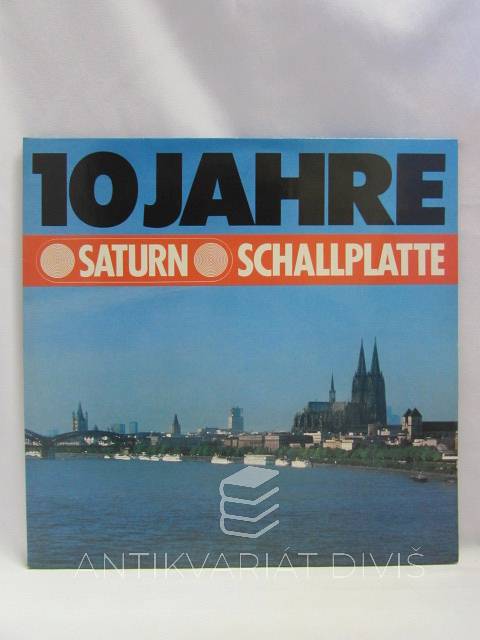 10 JAHRE
SATURN SCHALLPLATTE
ANTIKVARIÁT DIVIŠ